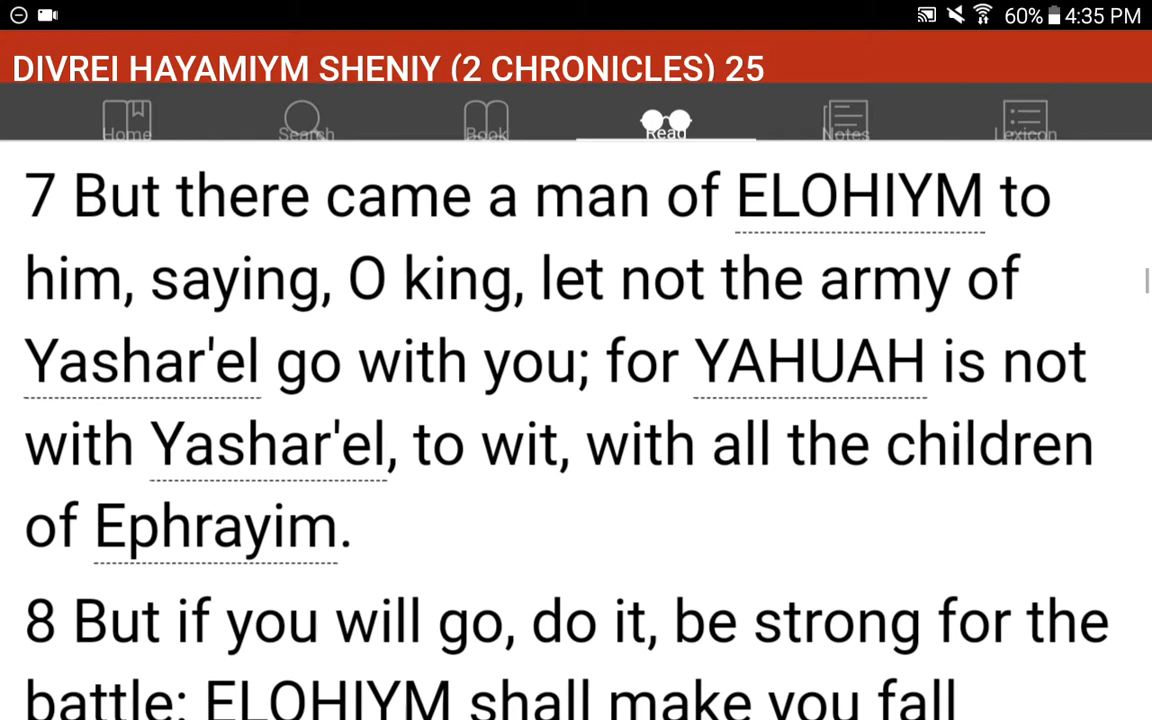 60% 4:35 PM
DIVREI HAYAMIYM SHENIY (2 CHRONICLES) 25
Home Search Book Read Notes Lexicon
7 But there came a man of ELOHIYM to
him, saying, O king, let not the army of
Yashar'el go with you; for YAHUAH is not
with Yashar'el, to wit, with all the children
of Ephrayim.
8 But if you will go, do it, be strong for the
battle: ELOHIYM shall make you fall